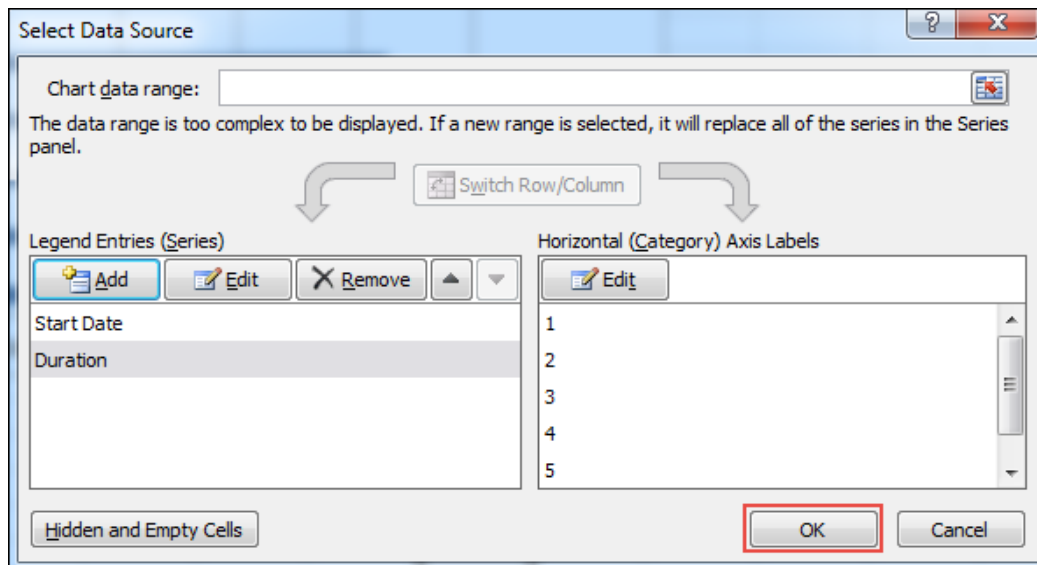 Select Data Source
Chart data range:
The data range is too complex to be displayed. If a new range is selected, it will replace all of the series in the Series
panel.
Switch Row/Column
Legend Entries (Series)
Horizontal (Category) Axis Labels
Add Edit Remove
Edit
Start Date
Duration
1
2
3
4
5
Hidden and Empty Cells
OK
Cancel